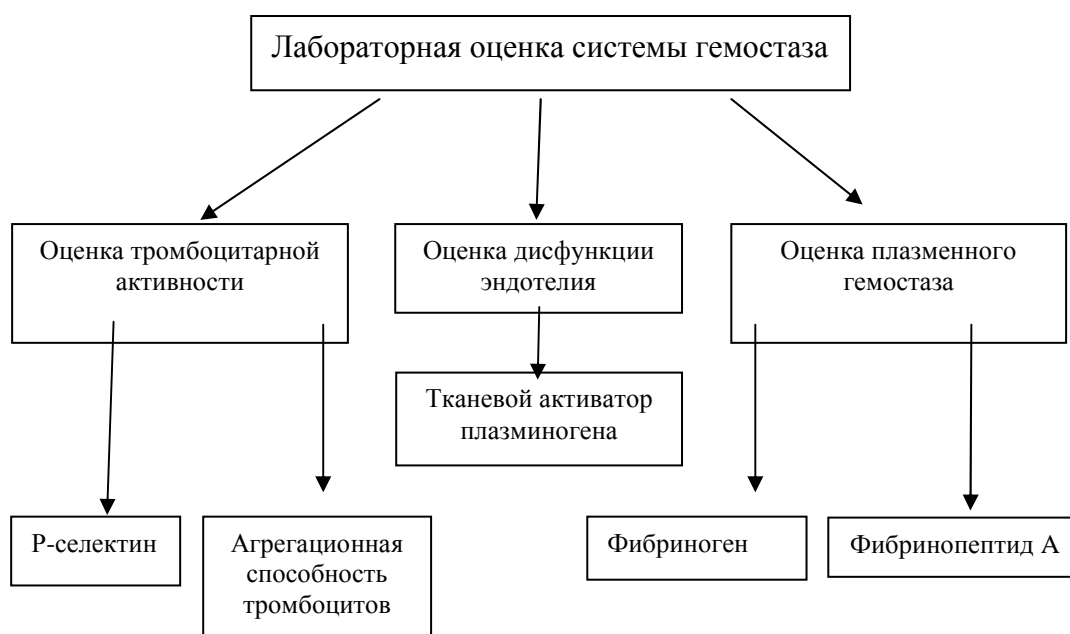 Лабораторная оценка системы гемостаза
Оценка тромбоцитарной
активности
Оценка дисфункции
эндотелия
Оценка плазменного
гемостаза
Тканевой активатор
плазминогена
Р-селектин
Агрегационная
способность
тромбоцитов
Фибриноген
Фибринопептид А